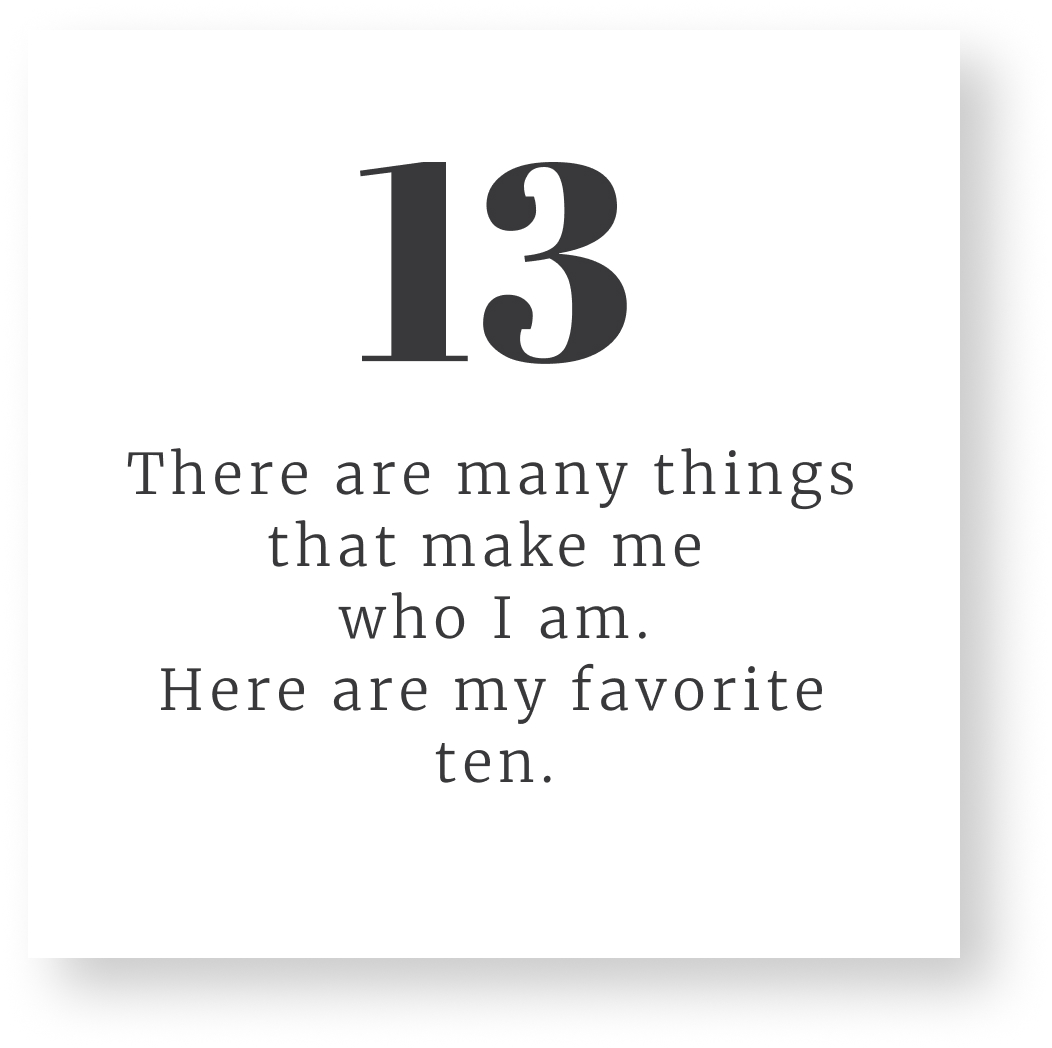 13
There are many things
that make me
who I am.
Here are my favorite
ten.